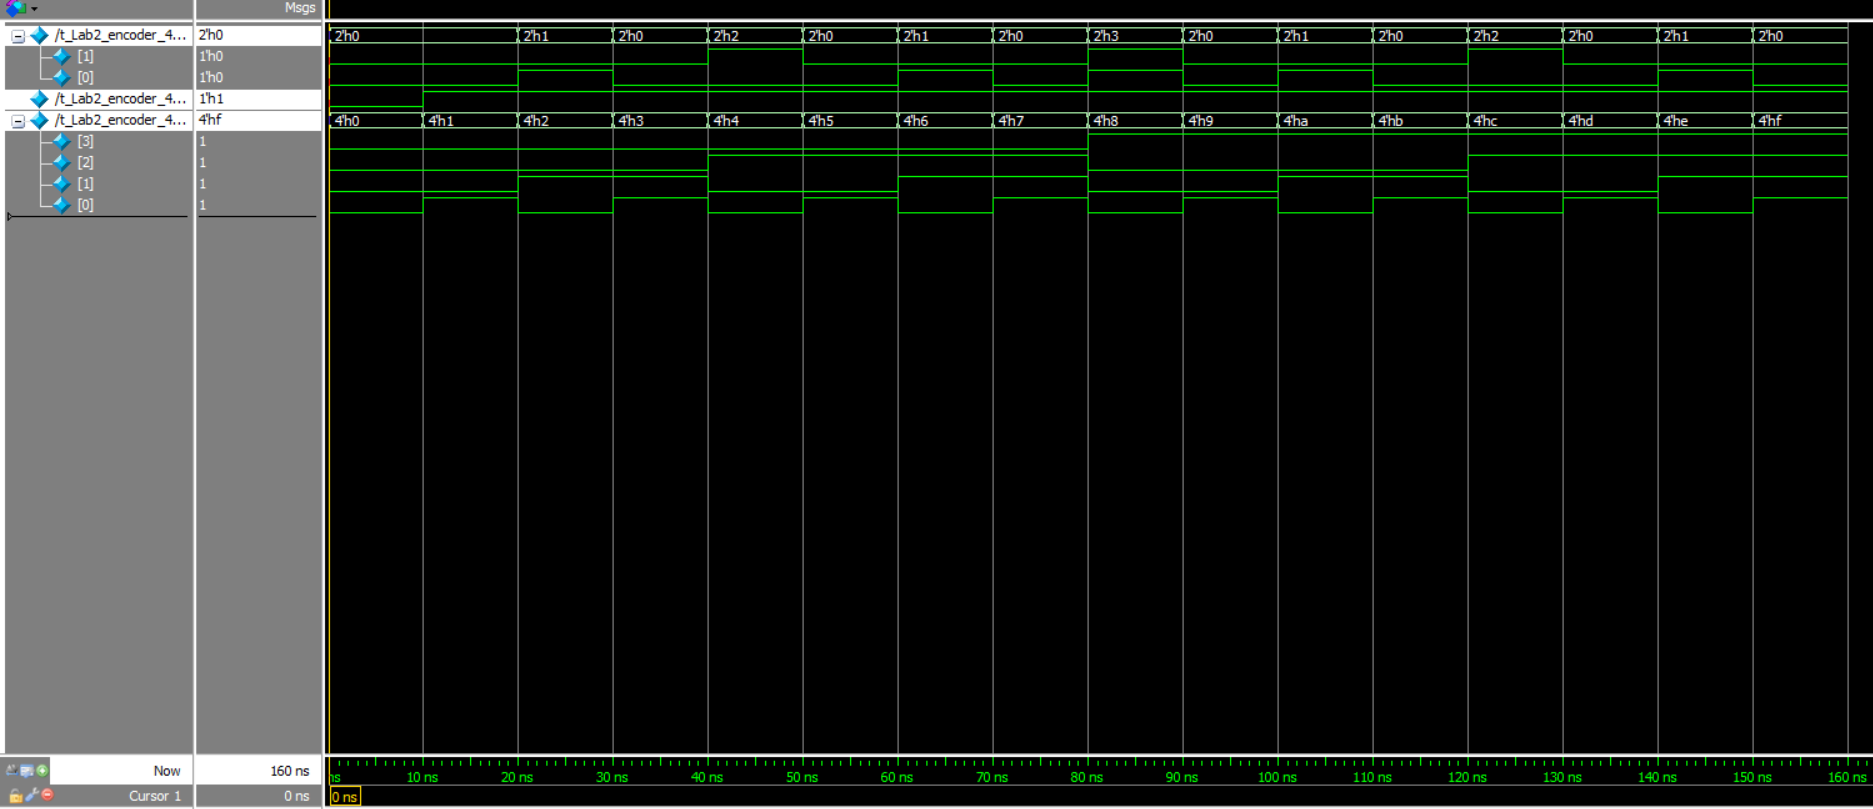 Msgs
/t_Lab2_encoder_4... 2'h0 2'h0 2'h1 2'h0 2'h2 2'h0 2'h1 2'h0 2'h3 2'h0 2'h1 2'h0 2'h2 2'h0 2'h1 2'h0
[1] 1'h0
[0] 1'h0
/t_Lab2_encoder_4... 1'h1
/t_Lab2_encoder_4... 4'hf 4'h0 4'h1 4'h2 4'h3 4'h4 4'h5 4'h6 4'h7 4'h8 4'h9 4'ha 4'hb 4'hc 4'hd 4'he 4'hf
[3] 1
[2] 1
[1] 1
[0] 1
Now 160 ns ns 10 ns 20 ns 30 ns 40 ns 50 ns 60 ns 70 ns 80 ns 90 ns 100 ns 110 ns 120 ns 130 ns 140 ns 150 ns 160 ns
Cursor 1 0 ns 0 ns